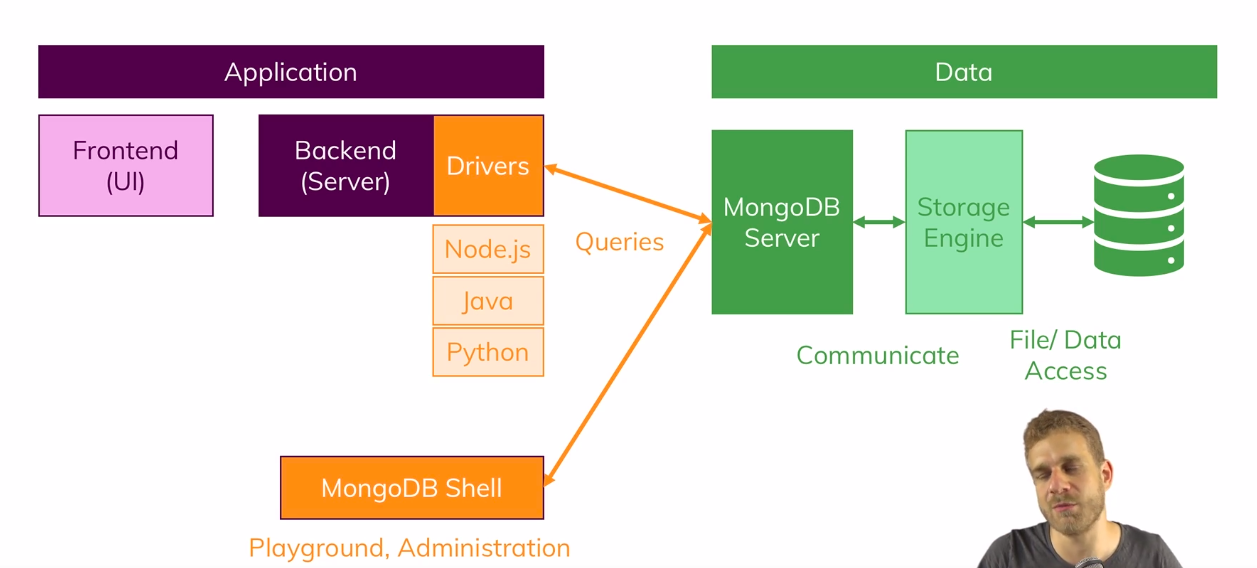 Application
Data
Frontend
(UI)
Backend
(Server)
Drivers
Node.js
Java
Python
Queries
MongoDB
Server
Storage
Engine
Communicate
File/ Data
Access
MongoDB Shell
Playground, Administration